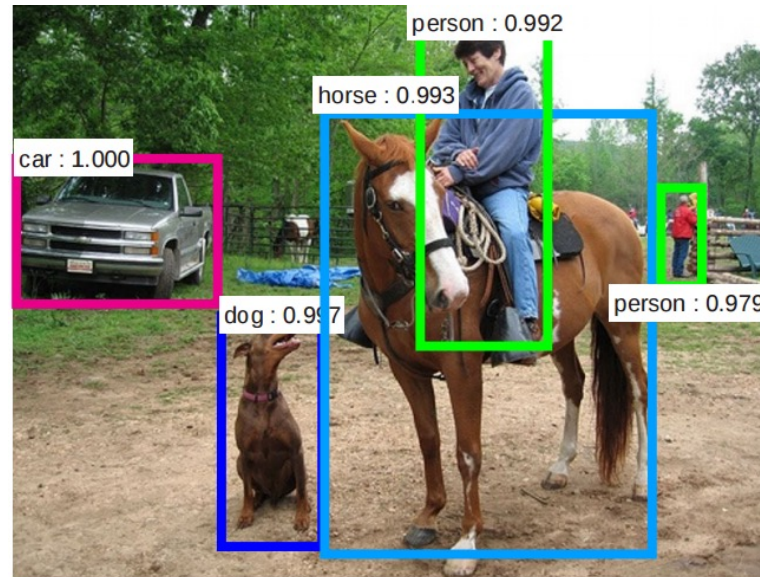 person : 0.992
horse : 0.993
car : 1.000
dog : 0.997
person : 0.979